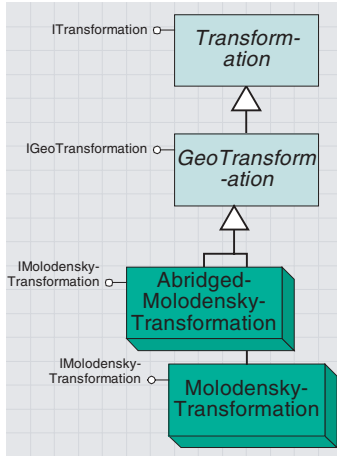 ITransformation
Transform-
ation
IGeoTransformation
GeoTransform
-ation
IMolodensky-
Transformation
Abridged-
Molodensky-
Transformation
IMolodensky-
Transformation
Molodensky-
Transformation